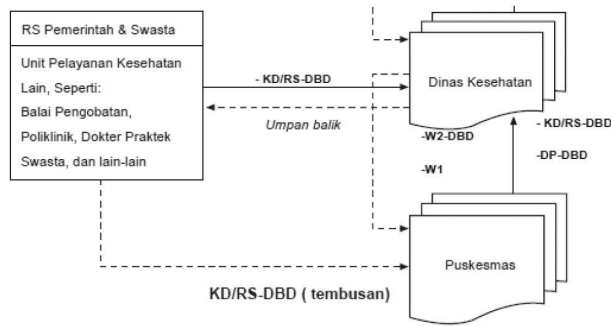 RS Pemerintah & Swasta
Unit Pelayanan Kesehatan
Lain, Seperti:
Balai Pengobatan,
Poliklinik, Dokter Praktek
Swasta, dan lain-lain
- KD/RS-DBD
Umpan balik
Dinas Kesehatan
-W2-DBD
-W1
- KD/RS-DBD
-DP-DBD
Puskesmas
KD/RS-DBD ( tembusan)